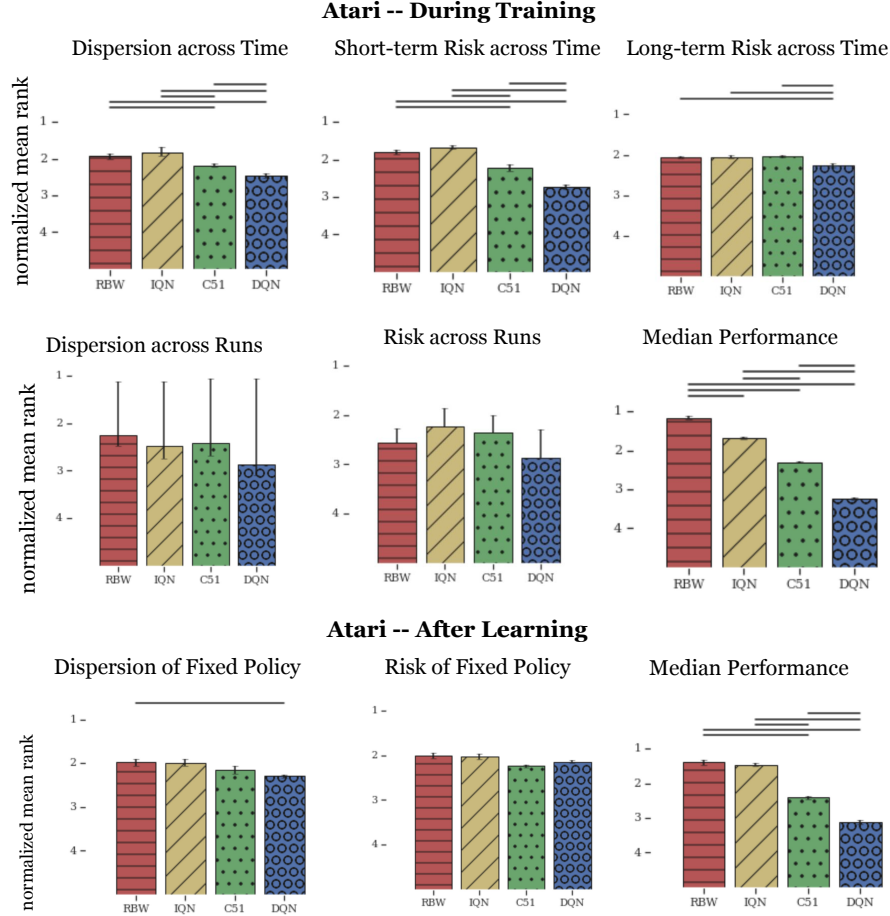 Atari -- During Training
Dispersion across Time
Short-term Risk across Time
Long-term Risk across Time
normalized mean rank
1
2
3
4
RBW IQN C51 DQN
1
2
3
4
RBW IQN C51 DQN
1
2
3
4
RBW IQN C51 DQN
Dispersion across Runs
Risk across Runs
Median Performance
normalized mean rank
1
2
3
4
RBW IQN C51 DQN
1
2
3
4
RBW IQN C51 DQN
1
2
3
4
RBW IQN C51 DQN
Atari -- After Learning
Dispersion of Fixed Policy
Risk of Fixed Policy
Median Performance
normalized mean rank
1
2
3
4
RBW IQN C51 DQN
1
2
3
4
RBW IQN C51 DQN
1
2
3
4
RBW IQN C51 DQN